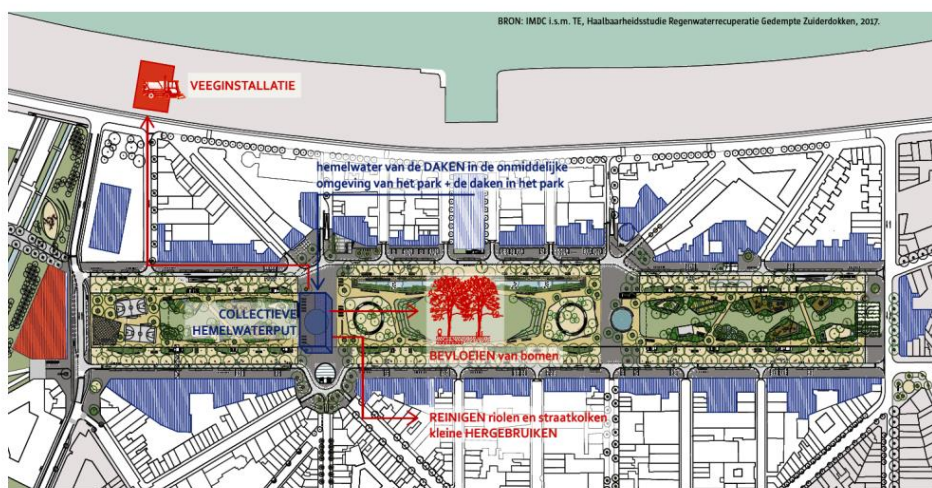 BRON: IMDC i.s.m. TE, Haalbaarheidsstudie Regenwaterrecuperatie Gedempte Zuiderdokken, 2017.
VEEGINSTALLATIE
hemelwater van de DAKEN in de onmiddelijke
omgeving van het park + de daken in het park
COLLECTIEVE
HEMELWATERPUT
BEVLOEIEN van bomen
REINIGEN riolen en straatkolken
kleine HERGEBRUIKEN